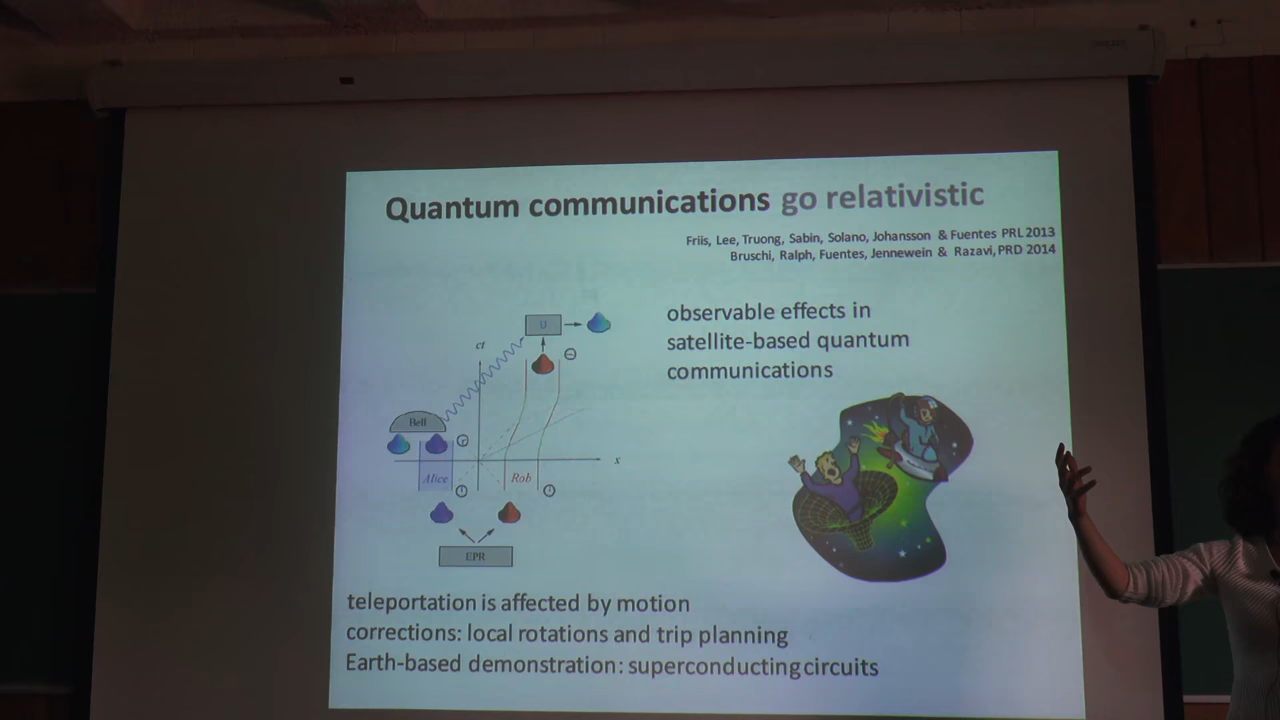 Quantum communications go relativistic
Friis, Lee, Truong, Sabin, Solano, Johansson & Fuentes PRL 2013
Bruschi, Ralph, Fuentes, Jennewein & Razavi, PRD 2014
observable effects in
satellite-based quantum
communications
U
ct
Bell
x
Alice
Rob
EPR
teleportation is affected by motion
corrections: local rotations and trip planning
Earth-based demonstration: superconducting circuits